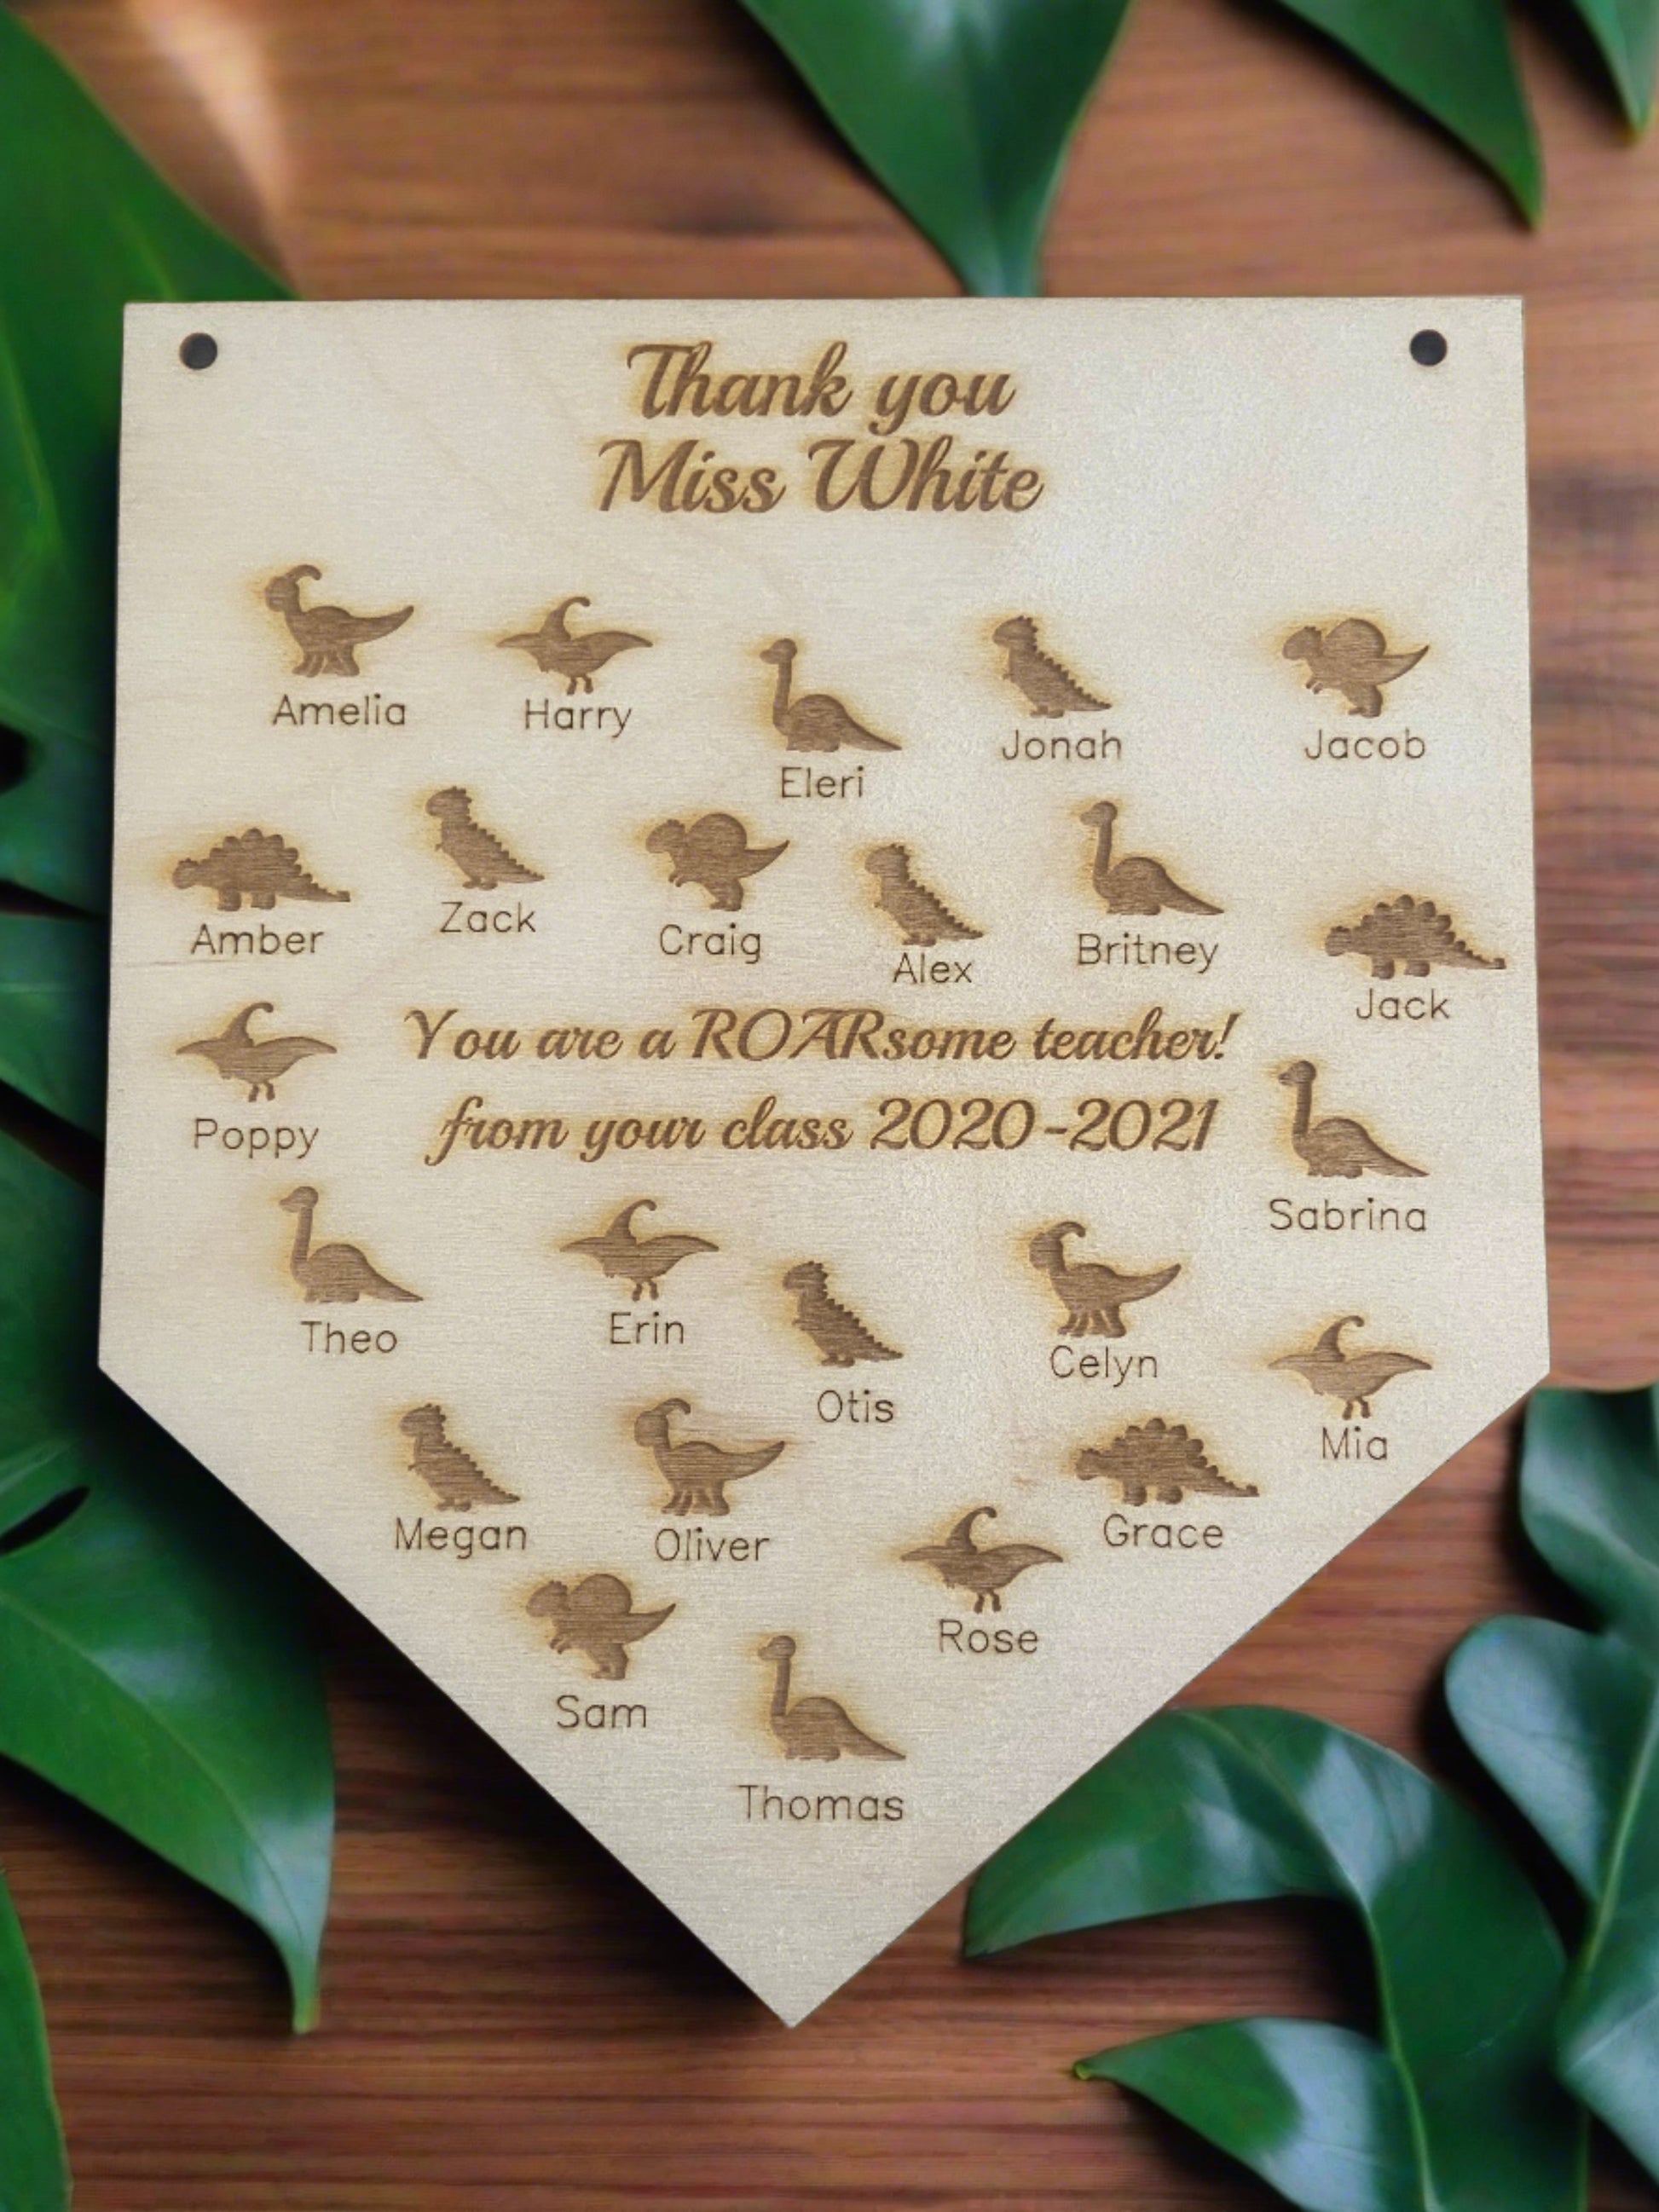 Thank you
Miss White
Amelia
Harry
Eleri
Jonah
Jacob
Amber
Zack
Craig
Alex
Britney
Jack
Poppy
You are a ROARsome teacher!
from your class 2020-2021
Sabrina
Theo
Erin
Otis
Celyn
Mia
Megan
Oliver
Rose
Grace
Sam
Thomas